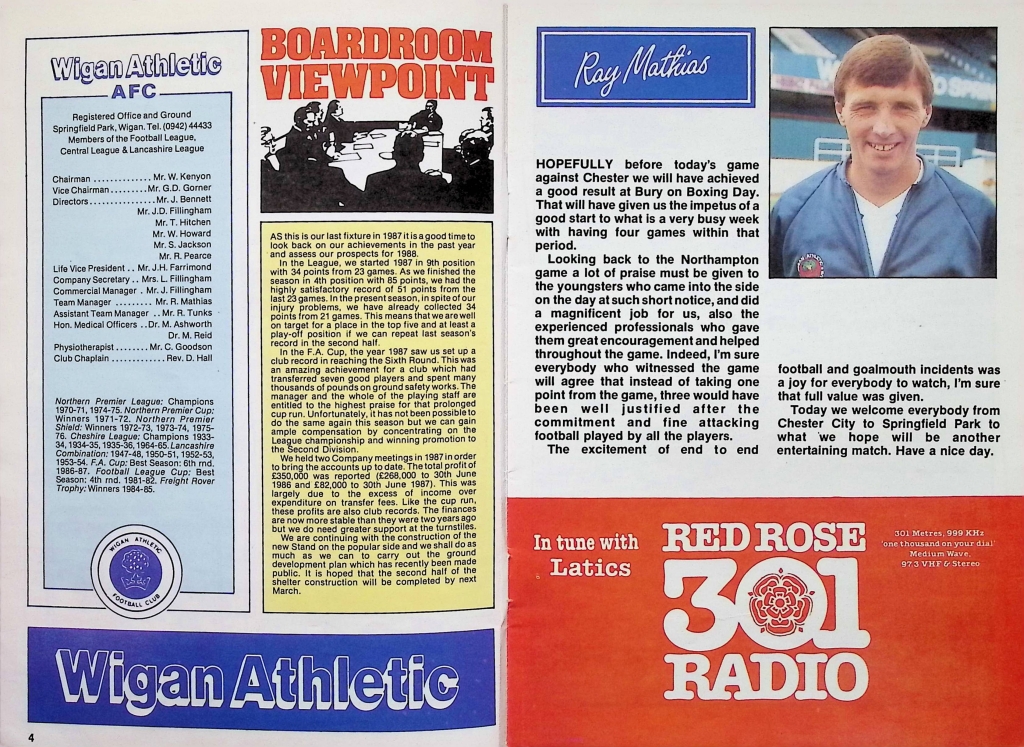 Wigan Athletic
AFC
Registered Office and Ground
Springfield Park, Wigan. Tel. (0942) 44433
Members of the Football League,
Central League & Lancashire League
Chairman . . . . . . . . . . . . . Mr. W. Kenyon
Vice Chairman . . . . . . . . Mr. G.D. Gorner
Directors . . . . . . . . . . . . . . . Mr. J. Bennett
Mr. J.D. Fillingham
Mr. T. Hitchen
Mr. W. Howard
Mr. S. Jackson
Mr. R. Pearce
Life Vice President . . Mr. J.H. Farrimond
Company Secretary . . Mrs. L. Fillingham
Commercial Manager . Mr. J. Fillingham
Team Manager . . . . . . . . . Mr. R. Mathias
Assistant Team Manager . . Mr. R. Tunks
Hon. Medical Officers . . Dr. M. Ashworth
Dr. M. Reid
Physiotherapist . . . . . . . Mr. C. Goodson
Club Chaplain . . . . . . . . . . . . Rev. D. Hall
Northern Premier League: Champions
1970-71, 1974-75. Northern Premier Cup:
Winners 1971-72. Northern Premier
Shield: Winners 1972-73, 1973-74, 1975-
76. Cheshire League: Champions 1933-
34, 1934-35, 1935-36, 1964-65. Lancashire
Combination: 1947-48, 1950-51, 1952-53,
1953-54. F.A. Cup: Best Season: 6th rnd.
1986-87. Football League Cup; Best
Season: 4th rnd. 1981-82. Freight Rover
Trophy: Winners 1984-85.
WIGAN ATHLETIC
FOOTBALL CLUB
BOARDROOM
VIEWPOINT
AS this is our last fixture in 1987 it is a good time to
look back on our achievements in the past year
and assess our prospects for 1988.
In the League, we started 1987 in 9th position
with 34 points from 23 games. As we finished the
season in 4th position with 85 points, we had the
highly satisfactory record of 51 points from the
last 23 games. In the present season, in spite of our
injury problems, we have already collected 34
points from 21 games. This means that we are well
on target for a place in the top five and at least a
play-off position if we can repeat last season's
record in the second half.
In the F.A. Cup, the year 1987 saw us set up a
club record in reaching the Sixth Round. This was
an amazing achievement for a club which had
transferred seven good players and spent many
thousands of pounds on ground safety works. The
manager and the whole of the playing staff are
entitled to the highest praise for that prolonged
cup run. Unfortunately, it has not been possible to
do the same again this season but we can gain
ample compensation by concentrating on the
League championship and winning promotion to
the Second Division.
We held two Company meetings in 1987 in order
to bring the accounts up to date. The total profit of
£350,000 was reported (£268,000 to 30th June
1986 and £82,000 to 30th June 1987). This was
largely due to the excess of income over
expenditure on transfer fees. Like the cup run,
these profits are also club records. The finances
are now more stable than they were two years ago
but we do need greater support at the turnstiles.
We are continuing with the construction of the
new Stand on the popular side and we shall do as
much as we can to carry out the ground
development plan which has recently been made
public. It is hoped that the second half of the
shelter construction will be completed by next
March.
Wigan Athletic
4
Ray Mathias
HOPEFULLY before today's game
against Chester we will have achieved
a good result at Bury on Boxing Day.
That will have given us the impetus of a
good start to what is a very busy week
with having four games within that
period.
Looking back to the Northampton
game a lot of praise must be given to
the youngsters who came into the side
on the day at such short notice, and did
a magnificent job for us, also the
experienced professionals who gave
them great encouragement and helped
throughout the game. Indeed, I'm sure
everybody who witnessed the game
will agree that instead of taking one
point from the game, three would have
been well justified after the
commitment and fine attacking
football played by all the players.
The excitement of end to end
football and goalmouth incidents was
a joy for everybody to watch, I'm sure
that full value was given.
Today we welcome everybody from
Chester City to Springfield Park to
what we hope will be another
entertaining match. Have a nice day.
In tune with
Latics
RED ROSE
301
RADIO
301 Metres, 999 KHz
'one thousand on your dial'
Medium Wave,
97.3 VHF & Stereo